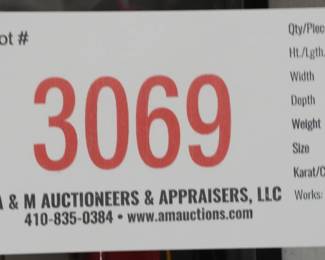 ot #
3069
A & M AUCTIONEERS & APPRAISERS, LLC
410-835-0384 • www.amauctions.com
Qty/Piec
Ht./Lgth.
Width
Depth
Weight
Size
Karat/C
Works: